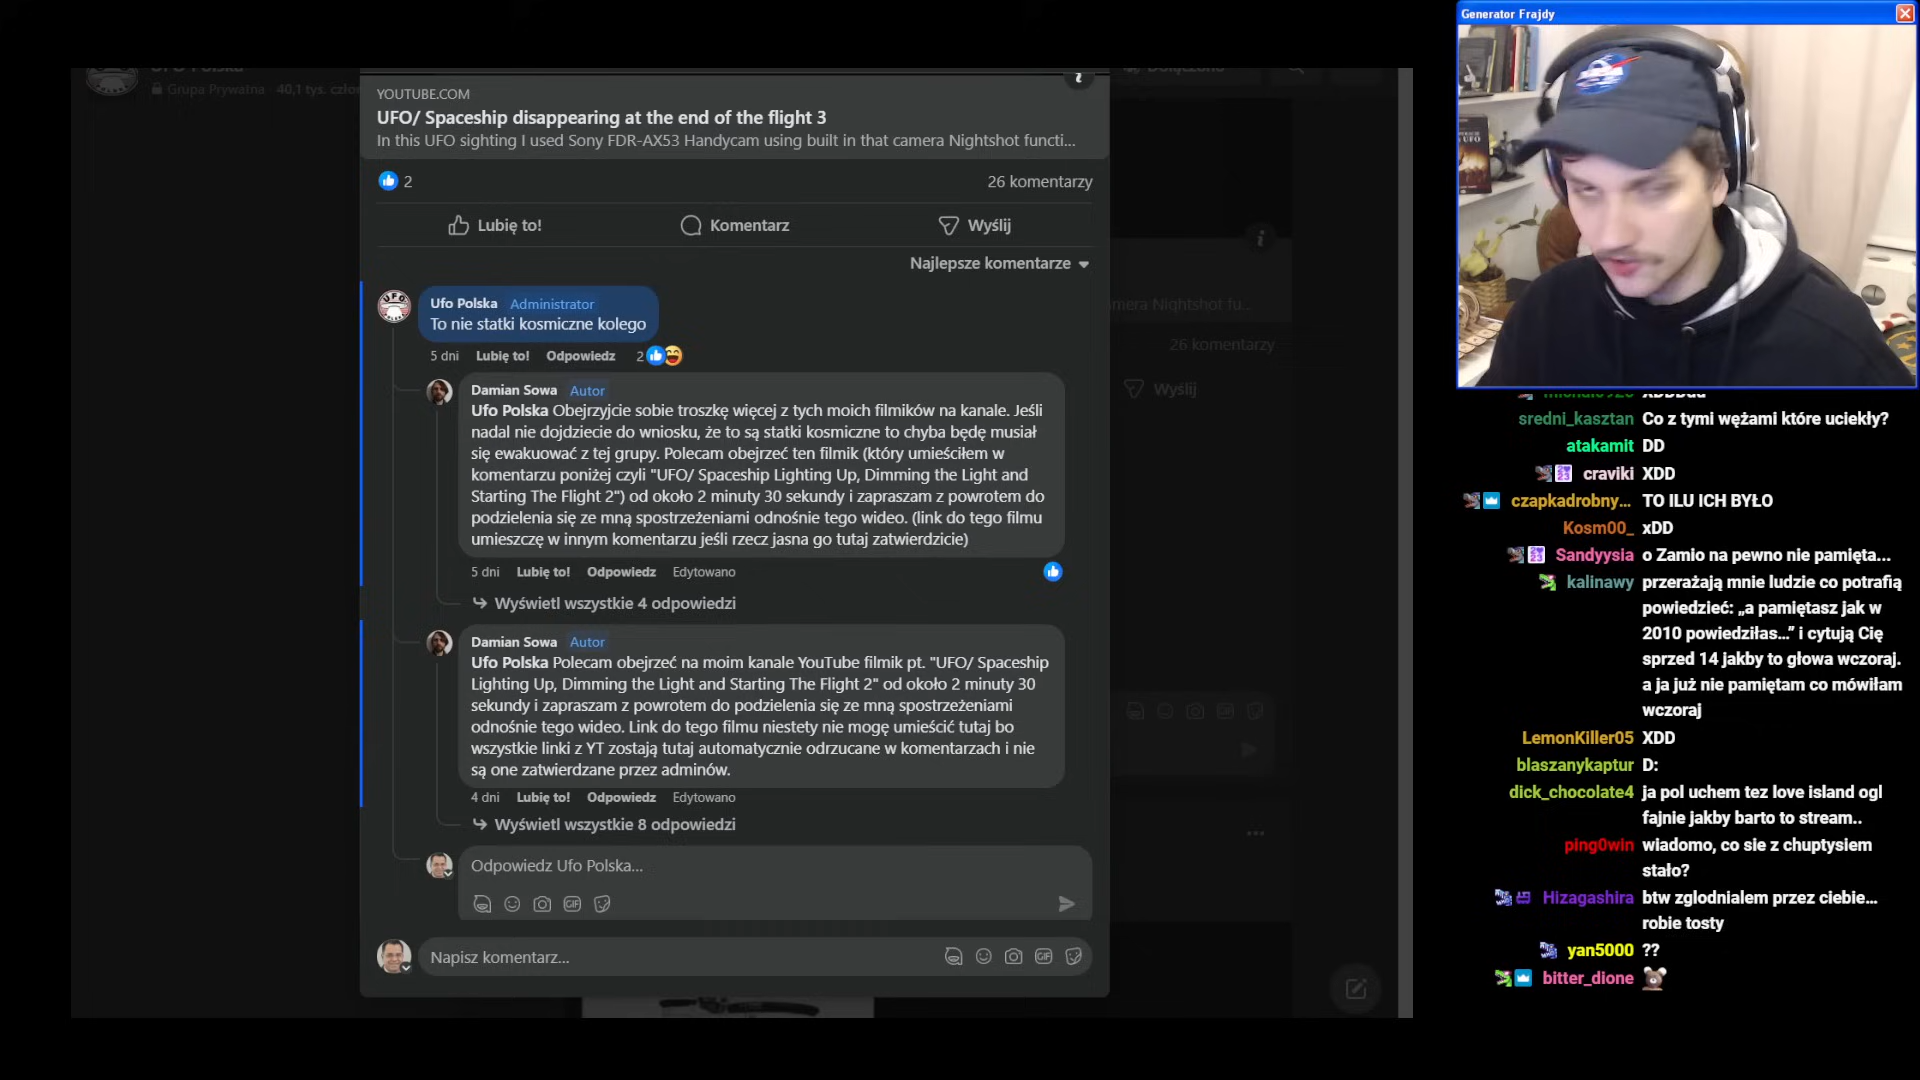 Generator Frajdy
Grupa Prywatna · 40,1 tys. człon
YOUTUBE.COM
UFO/ Spaceship disappearing at the end of the flight 3
In this UFO sighting I used Sony FDR-AX53 Handycam using built in that camera Nightshot functi...
2
26 komentarzy
Lubię to!
Komentarz
Wyślij
Najlepsze komentarze
Ufo Polska Administrator
To nie statki kosmiczne kolego
5 dni Lubię to! Odpowiedz 2
Damian Sowa Autor
Ufo Polska Obejrzyjcie sobie troszkę więcej z tych moich filmików na kanale. Jeśli
nadal nie dojdziecie do wniosku, że to są statki kosmiczne to chyba będę musiał
się ewakuować z tej grupy. Polecam obejrzeć ten filmik (który umieściłem w
komentarzu poniżej czyli "UFO/ Spaceship Lighting Up, Dimming the Light and
Starting The Flight 2") od około 2 minuty 30 sekundy i zapraszam z powrotem do
podzielenia się ze mną spostrzeżeniami odnośnie tego wideo. (link do tego filmu
umieszczę w innym komentarzu jeśli rzecz jasna go tutaj zatwierdzicie)
5 dni Lubię to! Odpowiedz Edytowano
Wyświetl wszystkie 4 odpowiedzi
Damian Sowa Autor
Ufo Polska Polecam obejrzeć na moim kanale YouTube filmik pt. "UFO/ Spaceship
Lighting Up, Dimming the Light and Starting The Flight 2" od około 2 minuty 30
sekundy i zapraszam z powrotem do podzielenia się ze mną spostrzeżeniami
odnośnie tego wideo. Link do tego filmu niestety nie mogę umieścić tutaj bo
wszystkie linki z YT zostają tutaj automatycznie odrzucane w komentarzach i nie
są one zatwierdzane przez adminów.
4 dni Lubię to! Odpowiedz Edytowano
Wyświetl wszystkie 8 odpowiedzi
Odpowiedz Ufo Polska...
GIF
Napisz komentarz...
GIF
mera Nightshot fu...
26 komentarzy
Wyślij
sredni_kasztan Co z tymi wężami które uciekły?
atakamit DD
craviki XDD
czapkadrobny... TO ILU ICH BYŁO
Kosm00_ xDD
Sandyysia o Zamio na pewno nie pamięta...
kalinawy przerażają mnie ludzie co potrafią
powiedzieć: „a pamiętasz jak w
2010 powiedziłas…” i cytują Cię
sprzed 14 jakby to głowa wczoraj.
a ja już nie pamiętam co mówiłam
wczoraj
LemonKiller05 XDD
blaszanykaptur D:
dick_chocolate4 ja pol uchem tez love island ogl
fajnie jakby barto to stream..
ping0win wiadomo, co sie z chuptysiem
stało?
Hizagashira btw zglodnialem przez ciebie...
robie tosty
yan5000 ??
bitter_dione